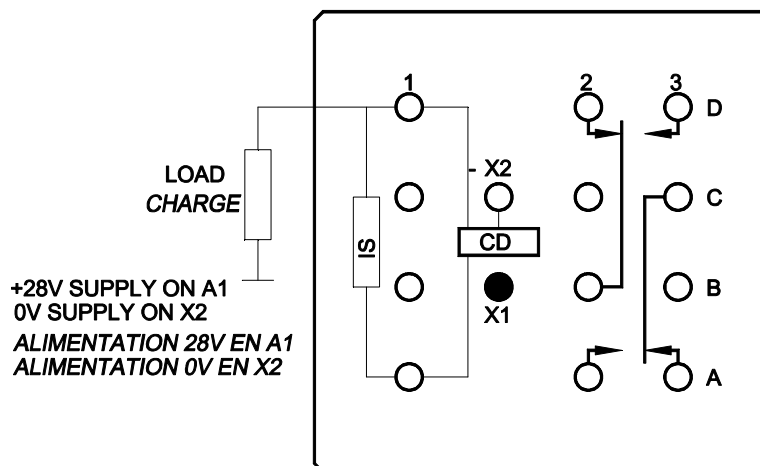 1
2
3
D
LOAD
CHARGE
- X2
C
IS
CD
+28V SUPPLY ON A1
0V SUPPLY ON X2
B
X1
ALIMENTATION 28V EN A1
ALIMENTATION 0V EN X2
A